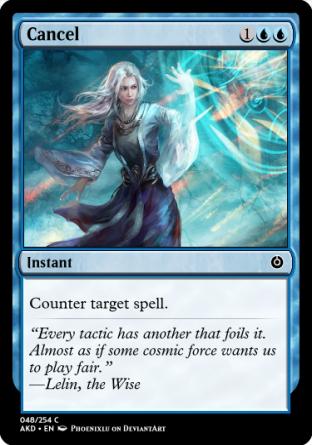 Cancel 1
Instant
Counter target spell.
“Every tactic has another that foils it.
Almost as if some cosmic force wants us
to play fair.”
—Lelin, the Wise
048/254 C
AKD • EN PHOENIXLU ON DEVIANTART